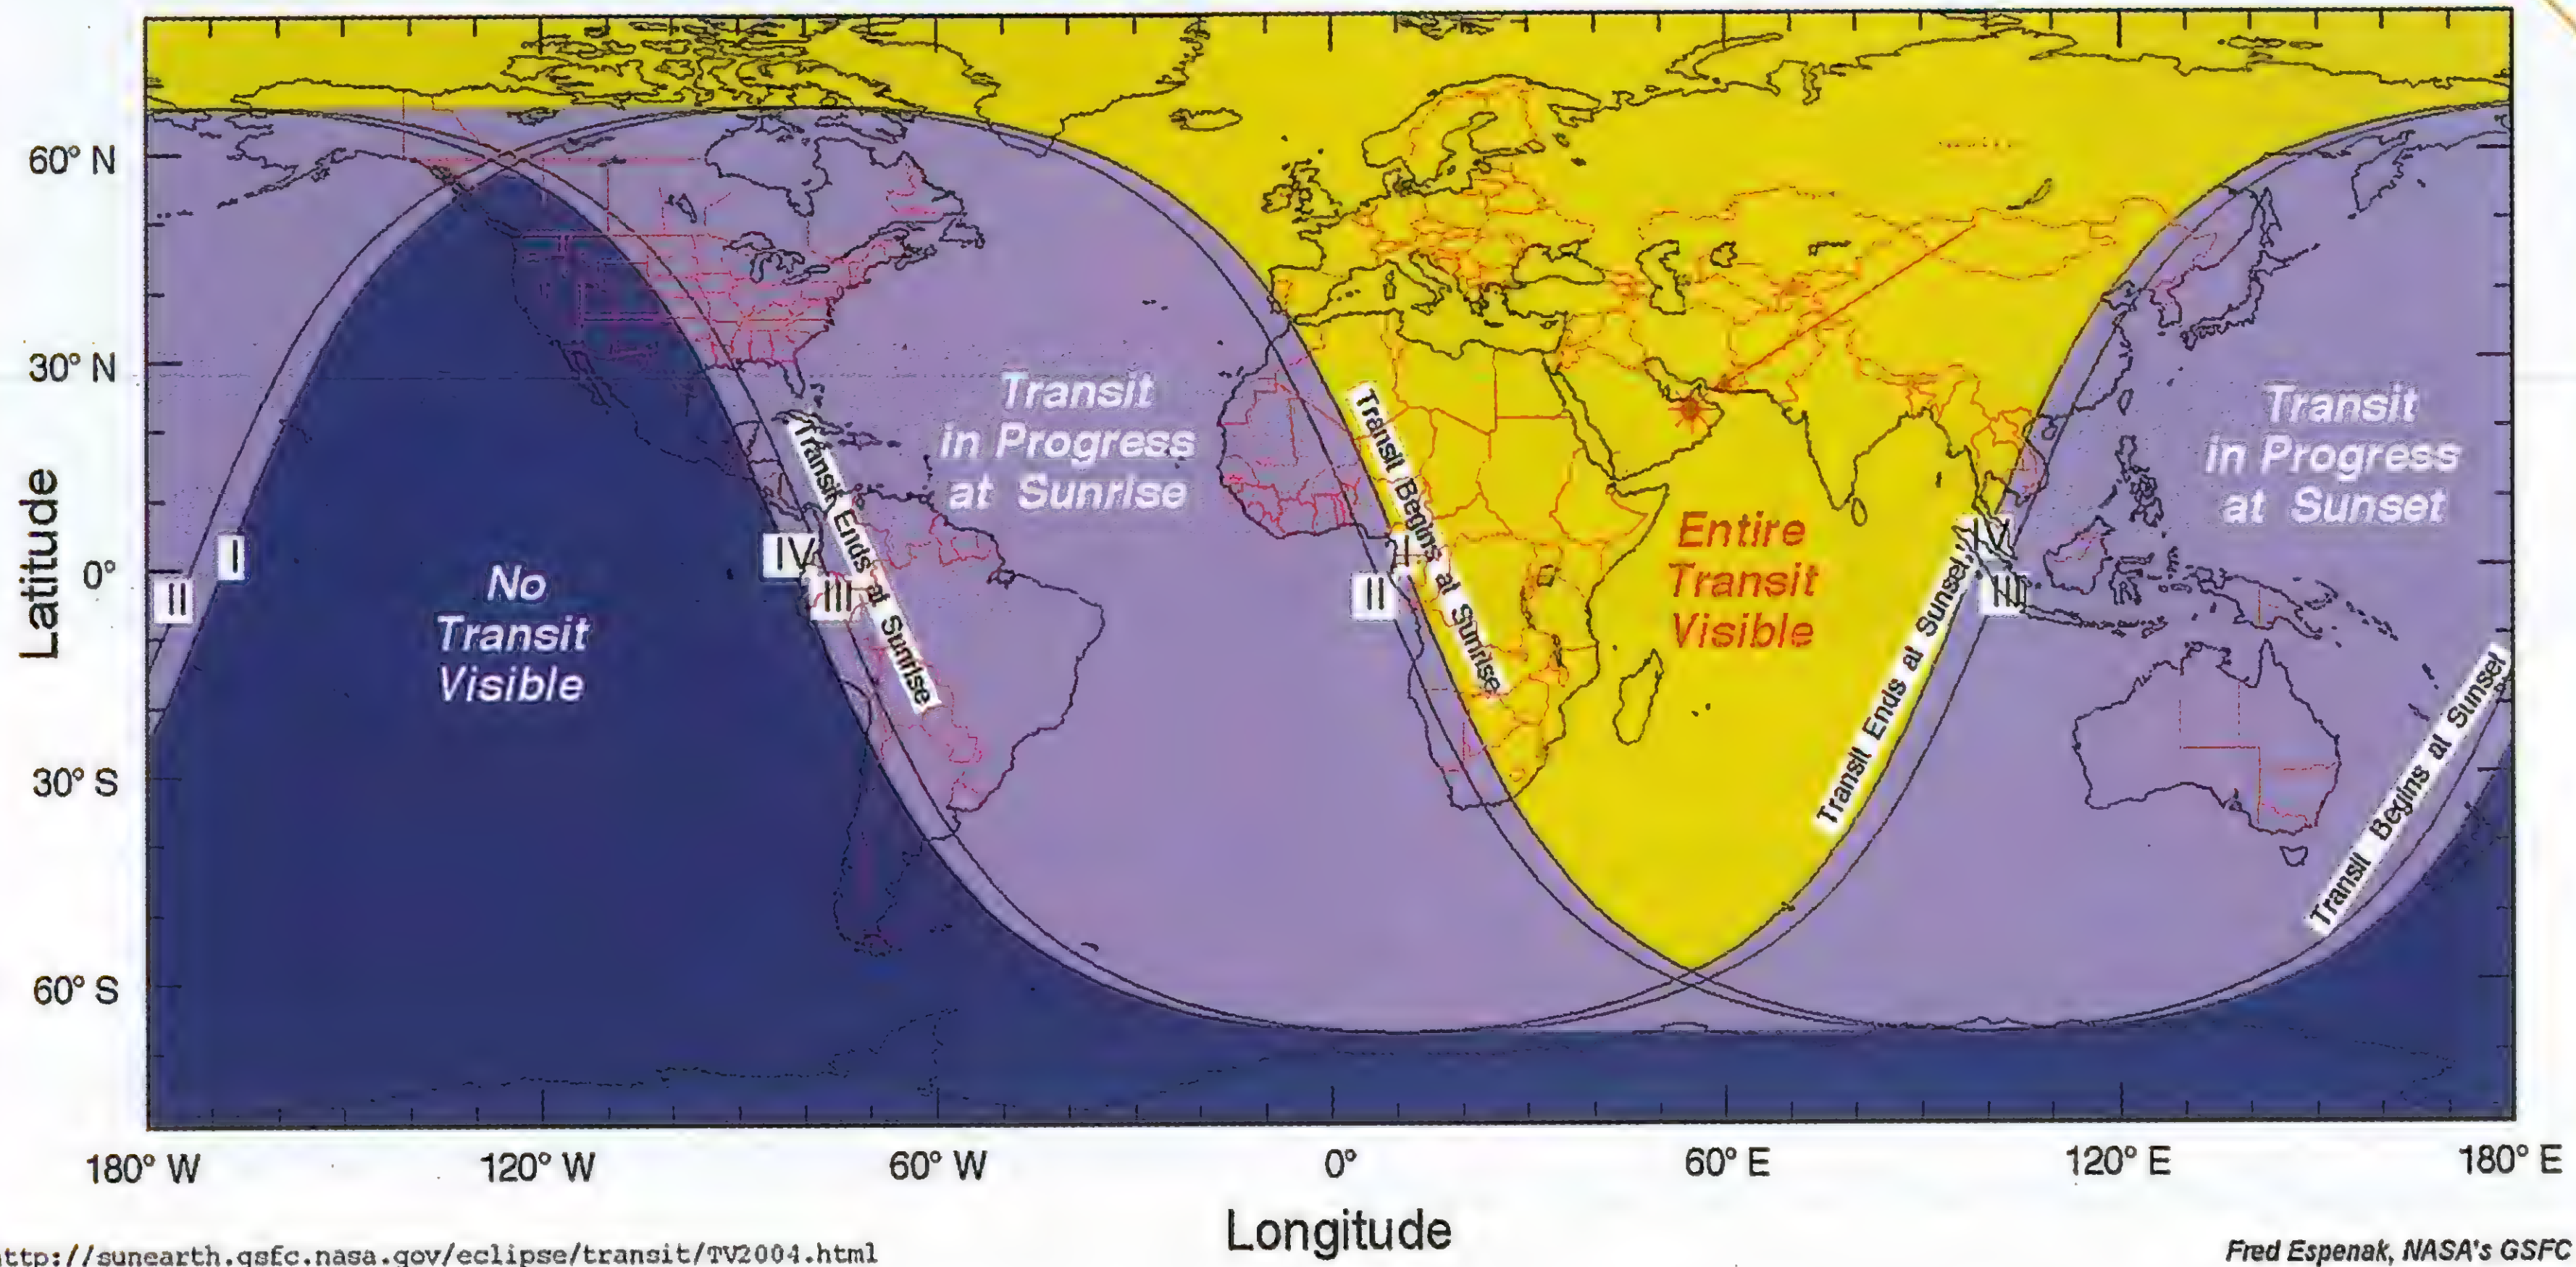 60° N
30° N
0°
30° S
60° S
Latitude
II
I
No
Transit
Visible
IV
III
Transit Ends at Sunrise
Transit
in Progress
at Sunrise
II
I
Transit Begins at Sunrise
Entire
Transit
Visible
Transit Ends at Sunset
IV
III
Transit
in Progress
at Sunset
Transit Begins at Sunset
180° W
120° W
60° W
0°
60° E
120° E
180° E
Longitude
http://sunearth.gsfc.nasa.gov/eclipse/transit/TV2004.html
Fred Espenak, NASA's GSFC